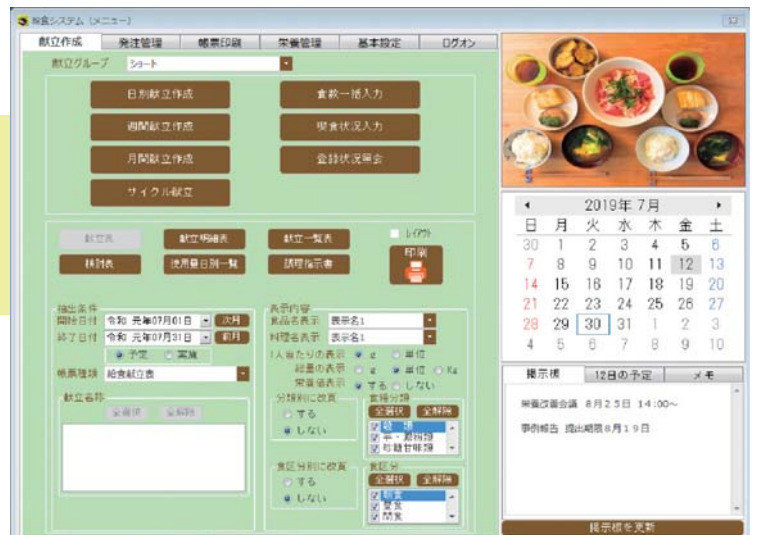 給食システム (メニュー)
献立作成 発注管理 帳票印刷 栄養管理 基本設定 ログオン
献立グループ ショート
日別献立作成 食数一括入力
週間献立作成 喫食状況入力
月間献立作成 登録状況照会
サイクル献立
献立表 献立明細表 献立一覧表 レイアウト
検討表 使用量日別一覧 調理指示書 印刷
抽出条件
開始日付 令和 元年07月01日 次月
終了日付 令和 元年07月31日 前月
予定 実施
帳票種類 給食献立表
献立名称
全選択 全解除
表示内容
食品名表示 表示名1
料理名表示 表示名1
1人当たりの表示 g 単位
総量の表示 g 単位 Kg
栄養価表示 する しない
分類別に改頁 食種分類
する 全選択 全解除
しない
穀 類
芋・澱粉類
砂糖甘味類
食区分別に改頁 食区分
する 全選択 全解除
しない
朝食
昼食
間食
2019年 7月
日 月 火 水 木 金 土
30 1 2 3 4 5 6
7 8 9 10 11 12 13
14 15 16 17 18 19 20
21 22 23 24 25 26 27
28 29 30 31 1 2 3
4 5 6 7 8 9 10
掲示板 12日の予定 メモ
栄養改善会議 8月25日 14:00~
事例報告 提出期限8月19日
掲示板を更新